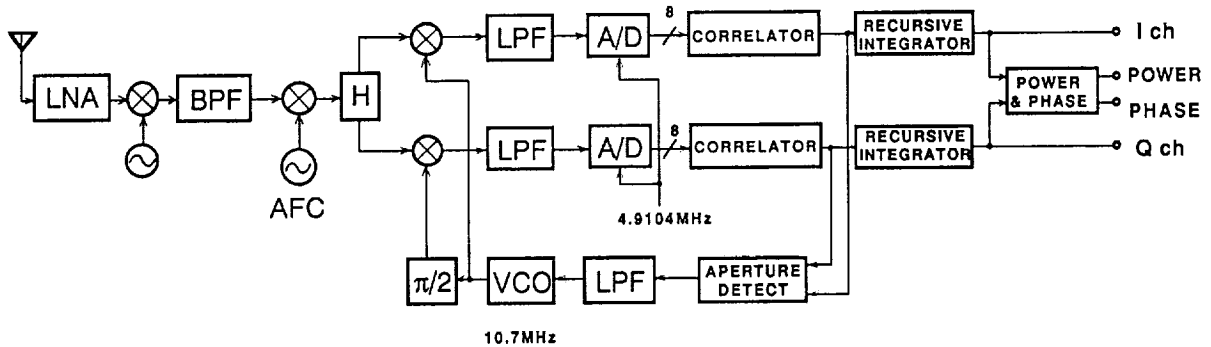 8
LPF
A/D
CORRELATOR
RECURSIVE
INTEGRATOR
I ch
LNA
BPF
H
POWER
& PHASE
POWER
PHASE
AFC
8
LPF
A/D
CORRELATOR
RECURSIVE
INTEGRATOR
Q ch
4.9104MHz
π/2
VCO
LPF
APERTURE
DETECT
10.7MHz